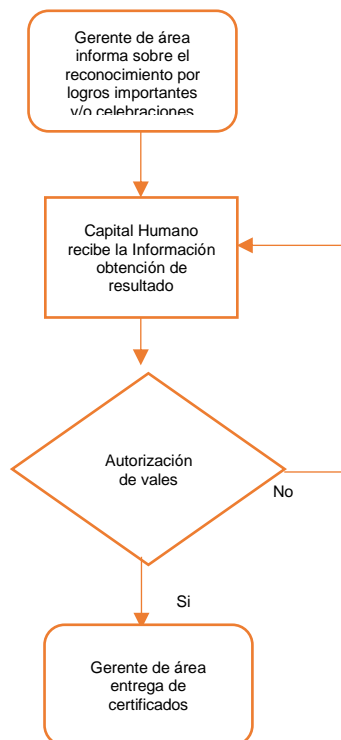 Gerente de área
informa sobre el
reconocimiento por
logros importantes
y/o celebraciones
Capital Humano
recibe la Información
obtención de
resultado
Autorización
de vales
No
Si
Gerente de área
entrega de
certificados